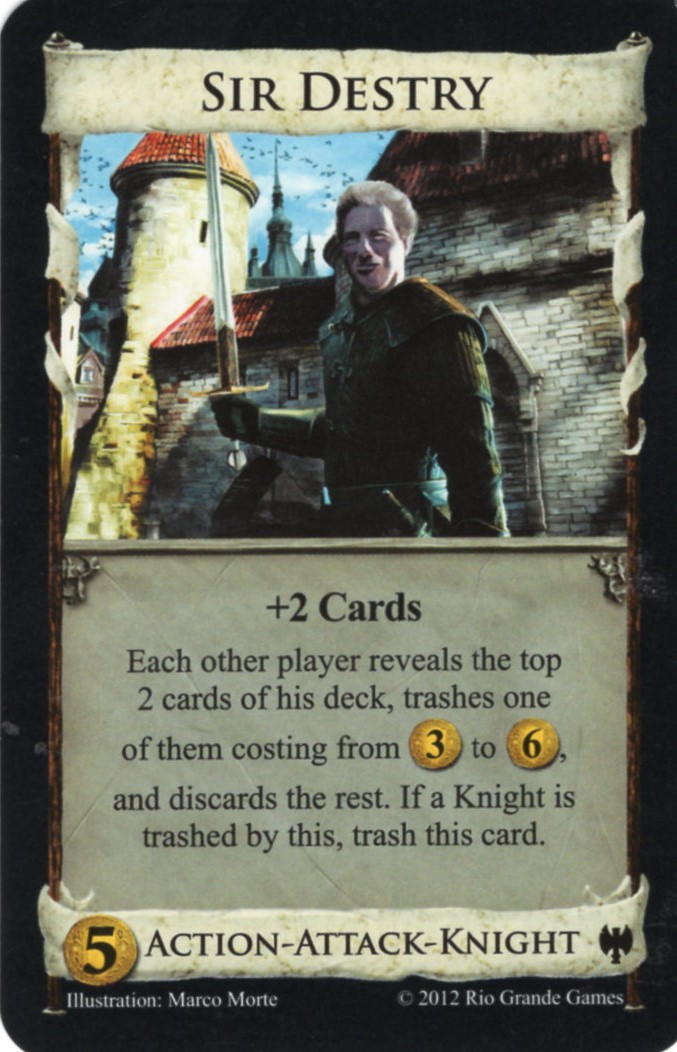 SIR DESTRY
+2 Cards
Each other player reveals the top
2 cards of his deck, trashes one
of them costing from 3 to 6,
and discards the rest. If a Knight is
trashed by this, trash this card.
5 ACTION-ATTACK-KNIGHT
Illustration: Marco Morte © 2012 Rio Grande Games